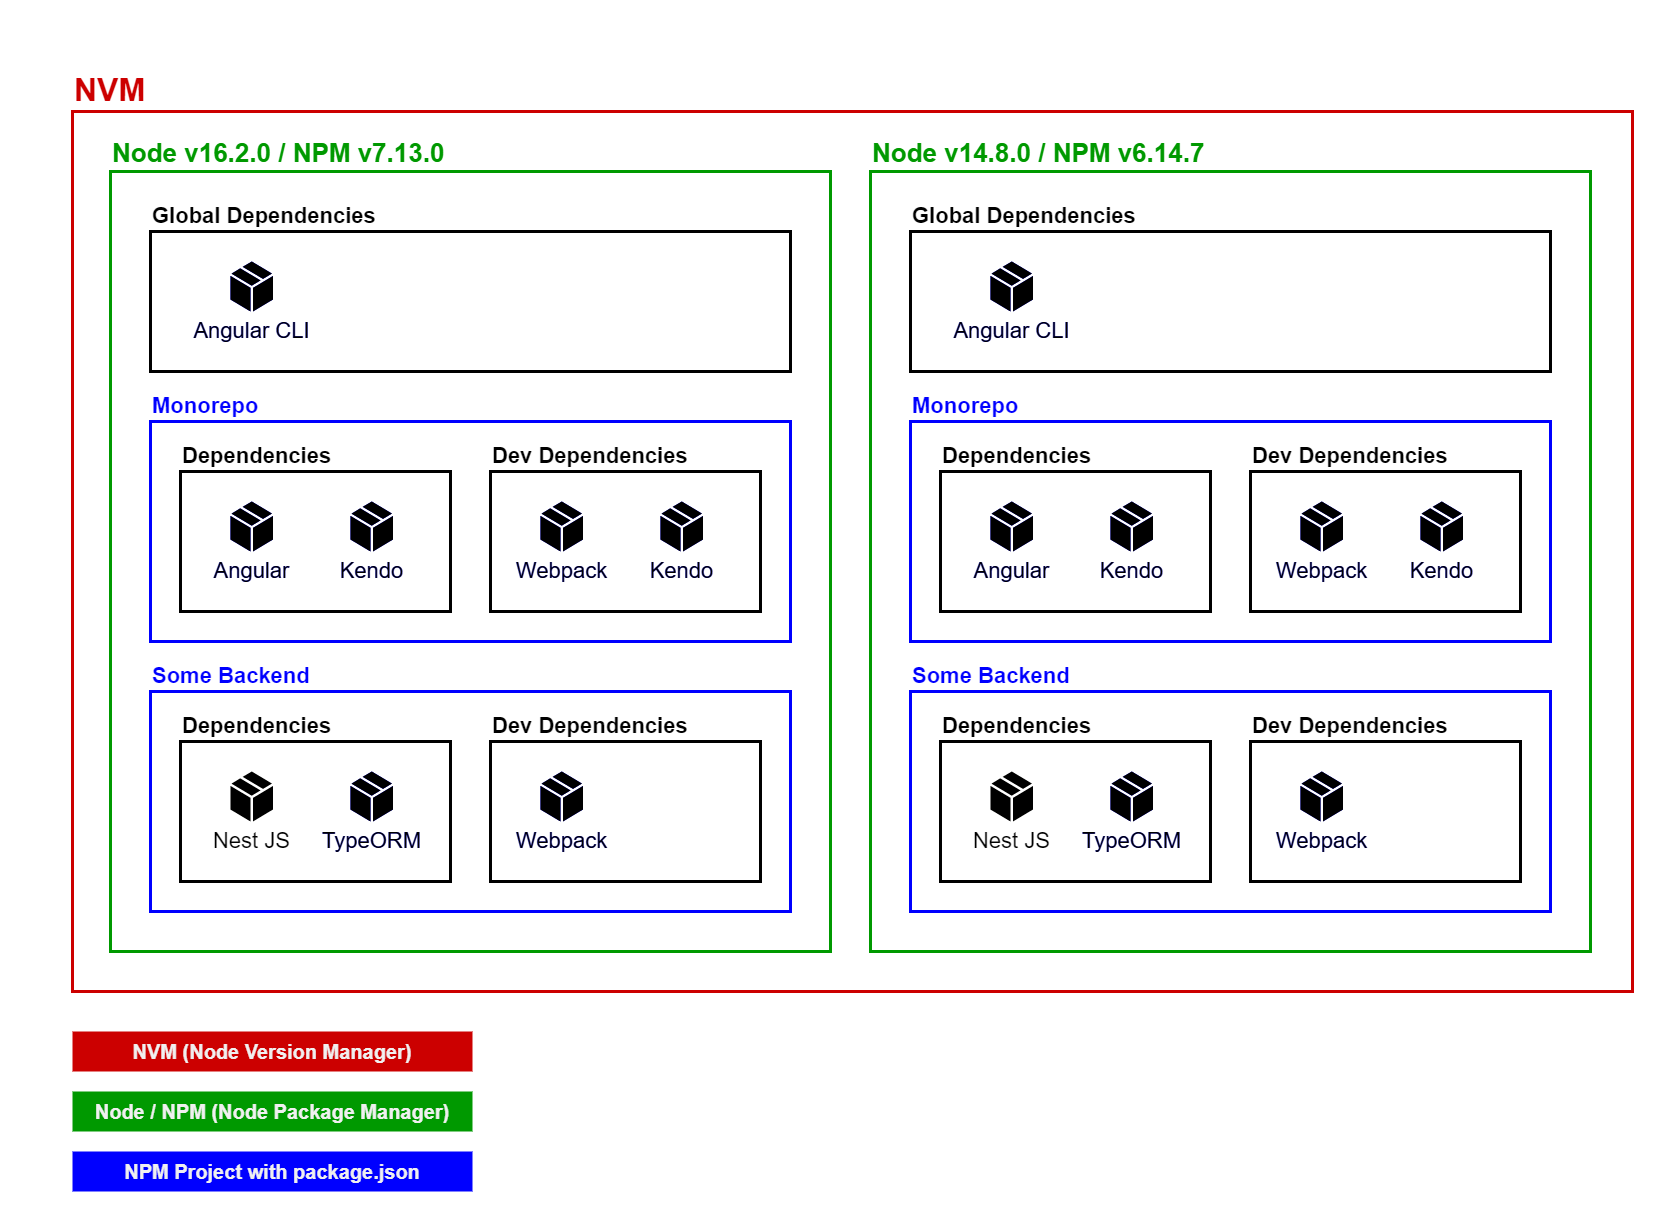 NVM
Node v16.2.0 / NPM v7.13.0
Global Dependencies
Angular CLI
Monorepo
Dependencies
Angular
Kendo
Dev Dependencies
Webpack
Kendo
Some Backend
Dependencies
Nest JS
TypeORM
Dev Dependencies
Webpack
Node v14.8.0 / NPM v6.14.7
Global Dependencies
Angular CLI
Monorepo
Dependencies
Angular
Kendo
Dev Dependencies
Webpack
Kendo
Some Backend
Dependencies
Nest JS
TypeORM
Dev Dependencies
Webpack
NVM (Node Version Manager)
Node / NPM (Node Package Manager)
NPM Project with package.json